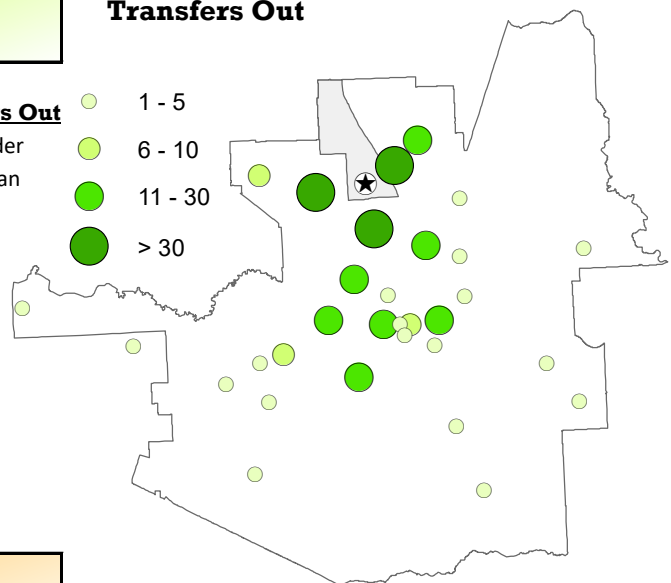 Transfers Out
s Out
der
an
1 - 5
6 - 10
11 - 30
> 30